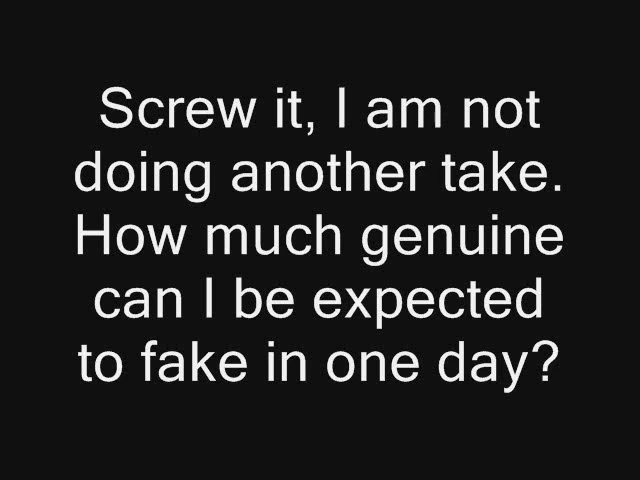 Screw it, I am not
doing another take.
How much genuine
can I be expected
to fake in one day?